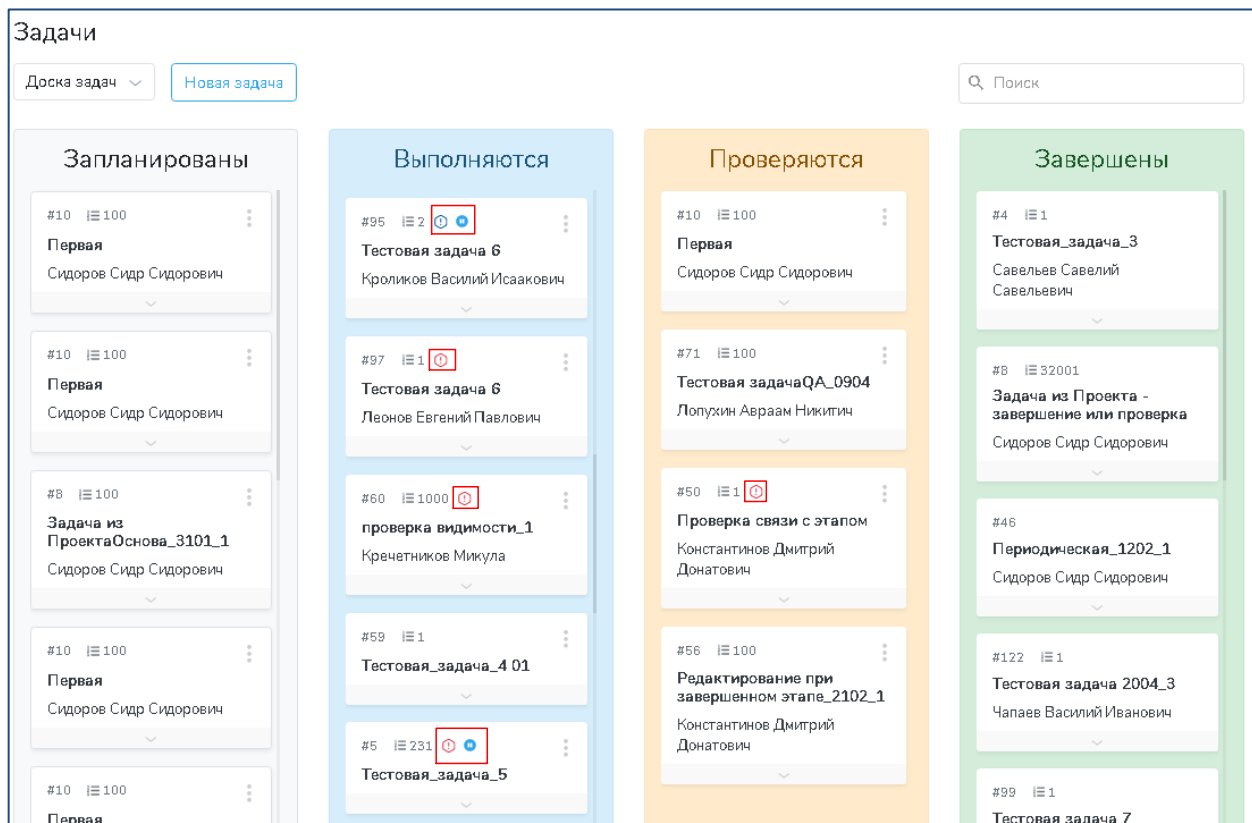 Задачи
Доска задач
Новая задача
Поиск
Запланированы
#10 100
Первая
Сидоров Сидр Сидорович
#10 100
Первая
Сидоров Сидр Сидорович
#8 100
Задача из
ПроектаОснова_3101_1
Сидоров Сидр Сидорович
#10 100
Первая
Сидоров Сидр Сидорович
#10 100
Первая
Выполняются
#95 2
Тестовая задача 6
Кроликов Василий Исаакович
#97 1
Тестовая задача 6
Леонов Евгений Павлович
#60 1000
проверка видимости_1
Кречетников Микула
#59 1
Тестовая_задача_4 01
#5 231
Тестовая_задача_5
Проверяются
#10 100
Первая
Сидоров Сидр Сидорович
#71 100
Тестовая задачаQA_0904
Лопухин Авраам Никитич
#50 1
Проверка связи с этапом
Константинов Дмитрий
Донатович
#56 100
Редактирование при
завершенном этапе_2102_1
Константинов Дмитрий
Донатович
Завершены
#4 1
Тестовая_задача_3
Савельев Савелий
Савельевич
#8 32001
Задача из Проекта -
завершение или проверка
Сидоров Сидр Сидорович
#46
Периодическая_1202_1
Сидоров Сидр Сидорович
#122 1
Тестовая задача 2004_3
Чапаев Василий Иванович
#99 1
Тестовая задача 7